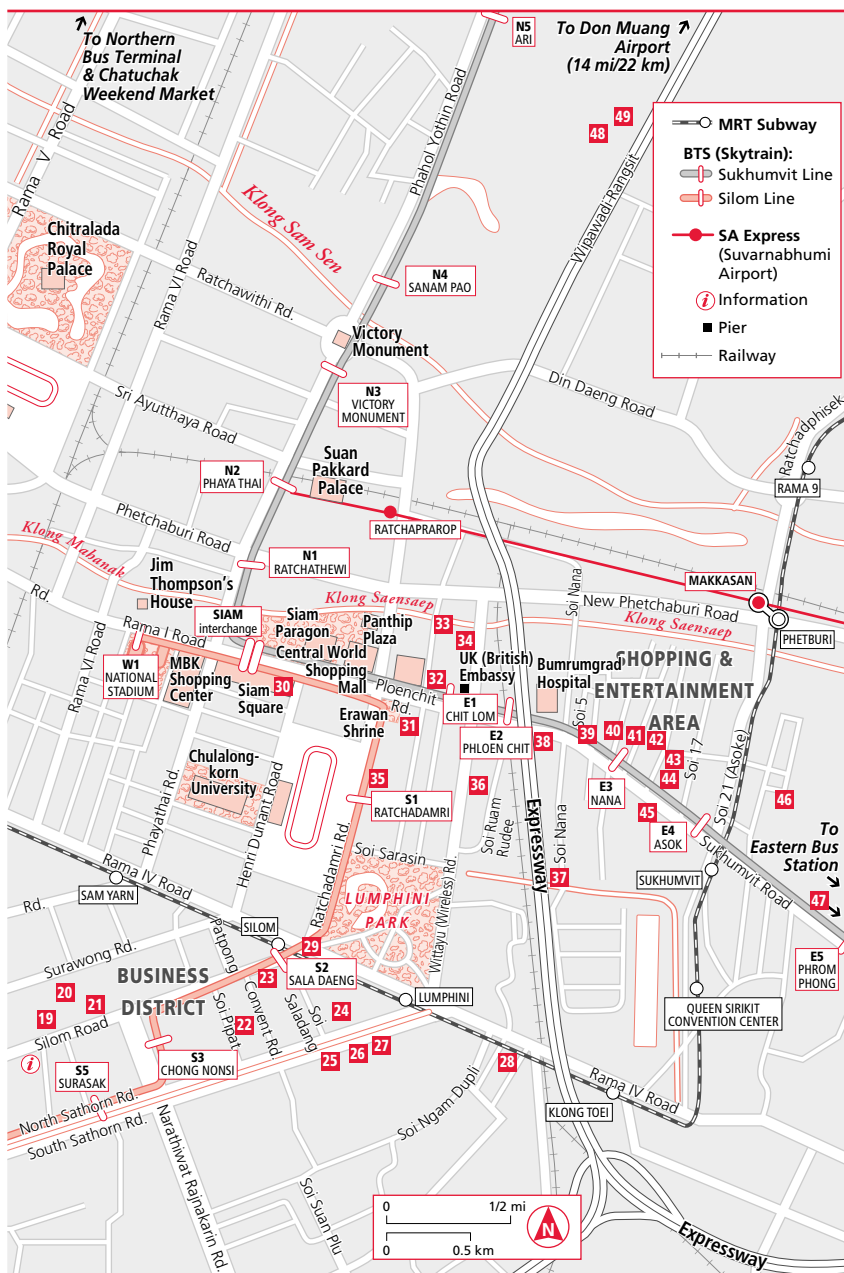 To Northern
Bus Terminal
& Chatuchak
Weekend Market
N5
ARI
To Don Muang
Airport
(14 mi/22 km)
49
48
MRT Subway
BTS (Skytrain):
Sukhumvit Line
Silom Line
SA Express
(Suvarnabhumi
Airport)
i Information
Pier
Railway
Rama V Road
Phahol Yothin Road
Wipawadi-Rangsit
Klong Sam Sen
Chitralada
Royal
Palace
Rama VI Road
Ratchawithi Rd.
N4
SANAM PAO
Victory
Monument
N3
VICTORY
MONUMENT
Din Daeng Road
Sri Ayutthaya Road
Ratchadphisek
RAMA 9
N2
PHAYA THAI
Suan
Pakkard
Palace
RATCHAPRAROP
Phetchaburi Road
Klong Mahanak
N1
RATCHATHEWI
MAKKASAN
Jim
Thompson's
House
Klong Saensaep
Soi Nana
New Phetchaburi Road
Klong Saensaep
PHETBURI
Rd.
Rama I Road
SIAM
interchange
Siam
Paragon
Central World
Shopping
Mall
Panthip
Plaza
33
34
UK (British)
Embassy
Bumrumgrad
Hospital
SHOPPING &
ENTERTAINMENT
AREA
Rama VI Rd.
W1
NATIONAL
STADIUM
MBK
Shopping
Center
Siam
Square
30
Ploenchit
Rd.
32
E1
CHIT LOM
Soi 5
Erawan
Shrine
31
E2
PHLOEN CHIT
38
39
40
41
42
43
44
Soi 17
Soi 21 (Asoke)
Chulalong-
korn
University
35
36
E3
NANA
45
46
S1
RATCHADAMRI
E4
ASOK
To
Eastern Bus
Station
Phayathai Rd.
Henri Dunant Road
Ratchadamri Rd.
Soi Sarasin
Soi Ruam
Rudee
Expressway
Soi Nana
37
Sukhumvit Road
SUKHUMVIT
47
Rama IV Road
SAM YARN
LUMPHINI
PARK
Wittayu (Wireless) Rd.
E5
PHROM
PHONG
Rd.
SILOM
Surawong Rd.
Patpong
29
S2
SALA DAENG
BUSINESS
DISTRICT
23
LUMPHINI
QUEEN SIRIKIT
CONVENTION CENTER
20
21
19
Silom Road
22
Soi Pipat
Convent Rd.
Soi
Saladang
24
25
26
27
28
i
S5
SURASAK
S3
CHONG NONSI
Rama IV Road
KLONG TOEI
North Sathorn Rd.
South Sathorn Rd.
Soi Ngam Dupli
Narathiwat Rajnakarin Rd.
Soi Suan Plu
0 1/2 mi
0 0.5 km
N
Expressway